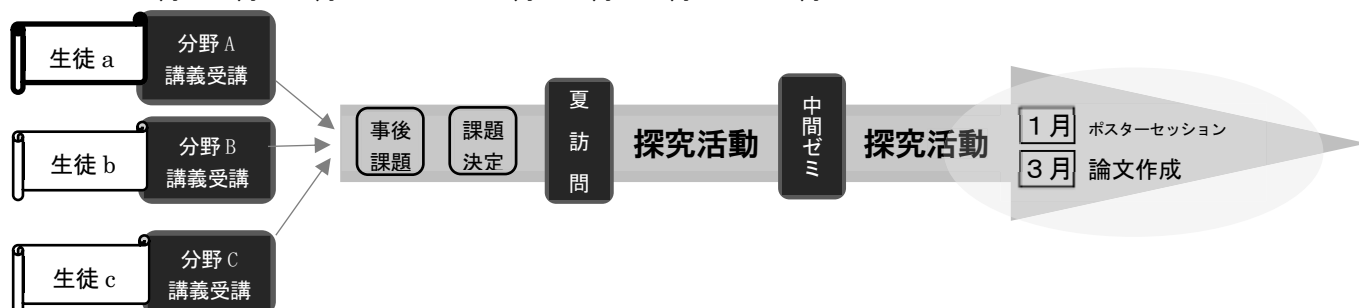 生徒 a
分野 A
講義受講
生徒 b
分野 B
講義受講
生徒 c
分野 C
講義受講
事後
課題
課題
決定
夏訪問
探究活動
中間ゼミ
探究活動
1月 ポスターセッション
3月 論文作成